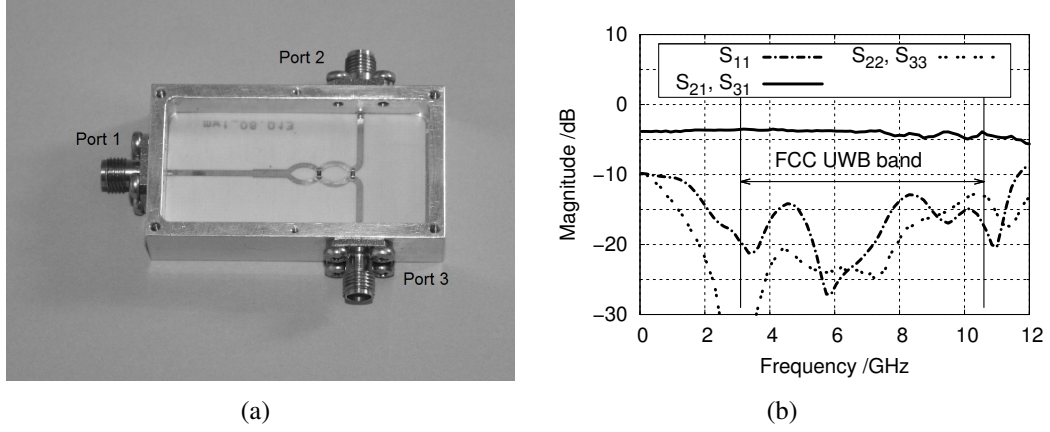 Port 2
Port 1
Port 3
(a)
10
0
−10
−20
−30
0 2 4 6 8 10 12
Magnitude /dB
Frequency /GHz
S11
S22, S33
S21, S31
FCC UWB band
(b)